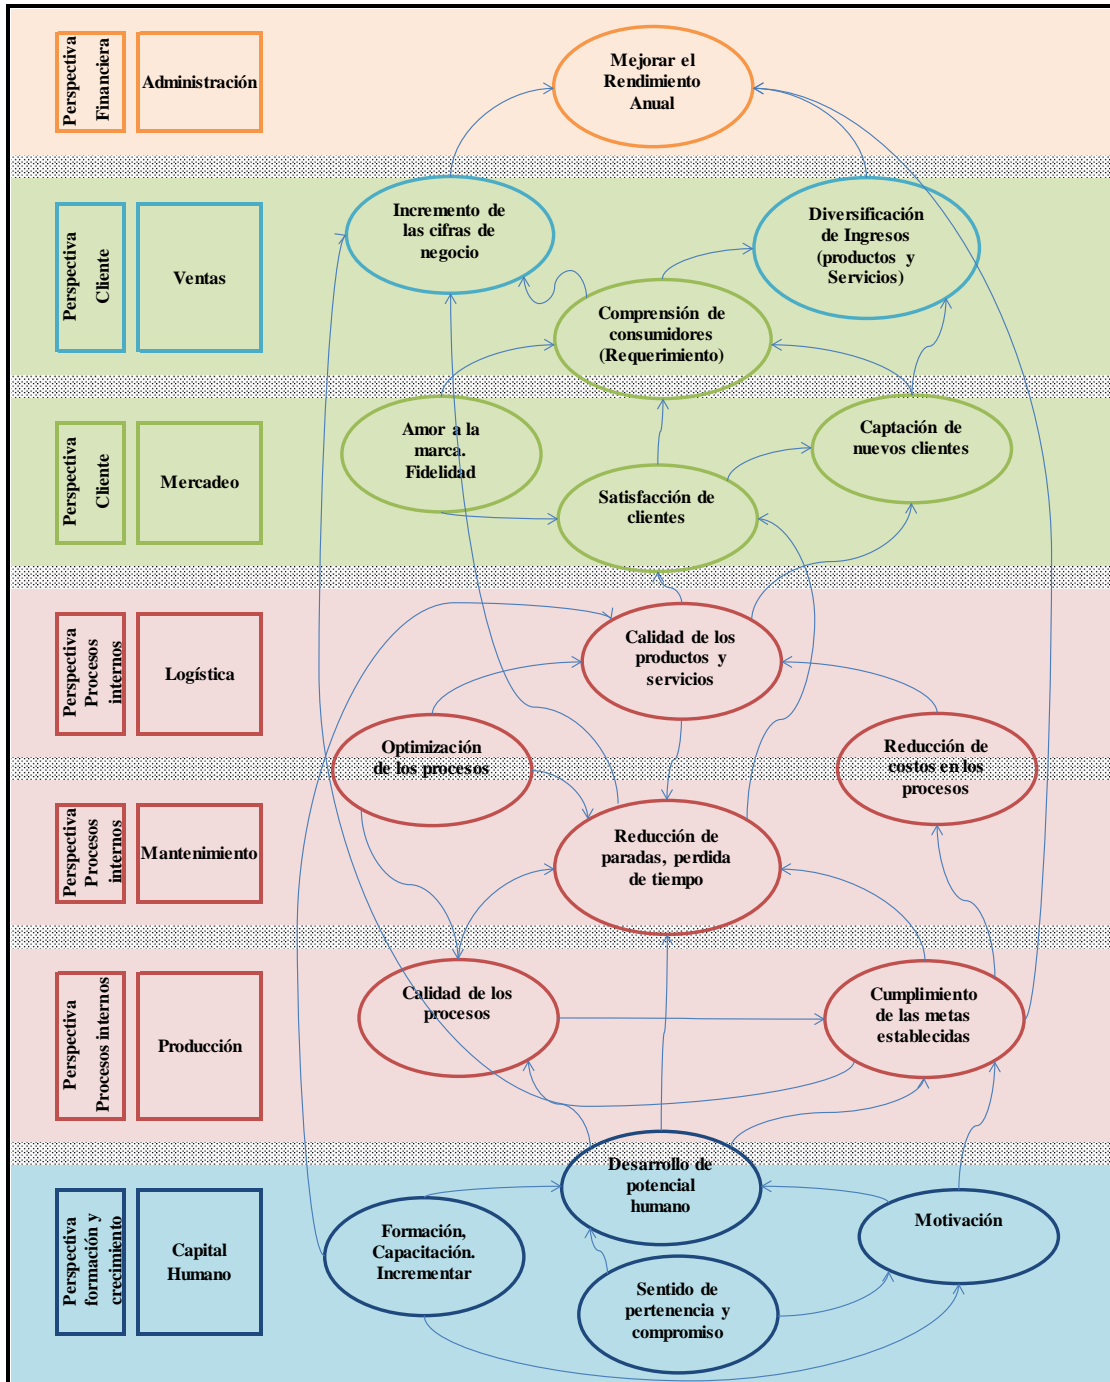 Perspectiva
Financiera
Administración
Mejorar el
Rendimiento
Anual
Perspectiva
Cliente
Ventas
Incremento de
las cifras de
negocio
Diversificación
de Ingresos
(productos y
Servicios)
Comprensión de
consumidores
(Requerimiento)
Perspectiva
Cliente
Mercadeo
Amor a la
marca.
Fidelidad
Captación de
nuevos clientes
Satisfacción de
clientes
Perspectiva
Procesos
internos
Logística
Calidad de los
productos y
servicios
Optimización
de los procesos
Reducción de
costos en los
procesos
Perspectiva
Procesos
internos
Mantenimiento
Reducción de
paradas, perdida
de tiempo
Perspectiva
Procesos internos
Producción
Calidad de los
procesos
Cumplimiento
de las metas
establecidas
Perspectiva
formación y
crecimiento
Capital
Humano
Desarrollo de
potencial
humano
Formación,
Capacitación.
Incrementar
Motivación
Sentido de
pertenencia y
compromiso